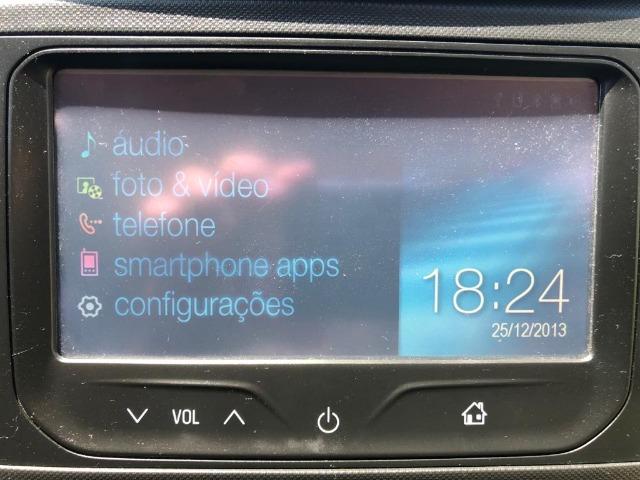 áudio
foto & vídeo
telefone
smartphone apps
configurações
18:24
25/12/2013
VOL